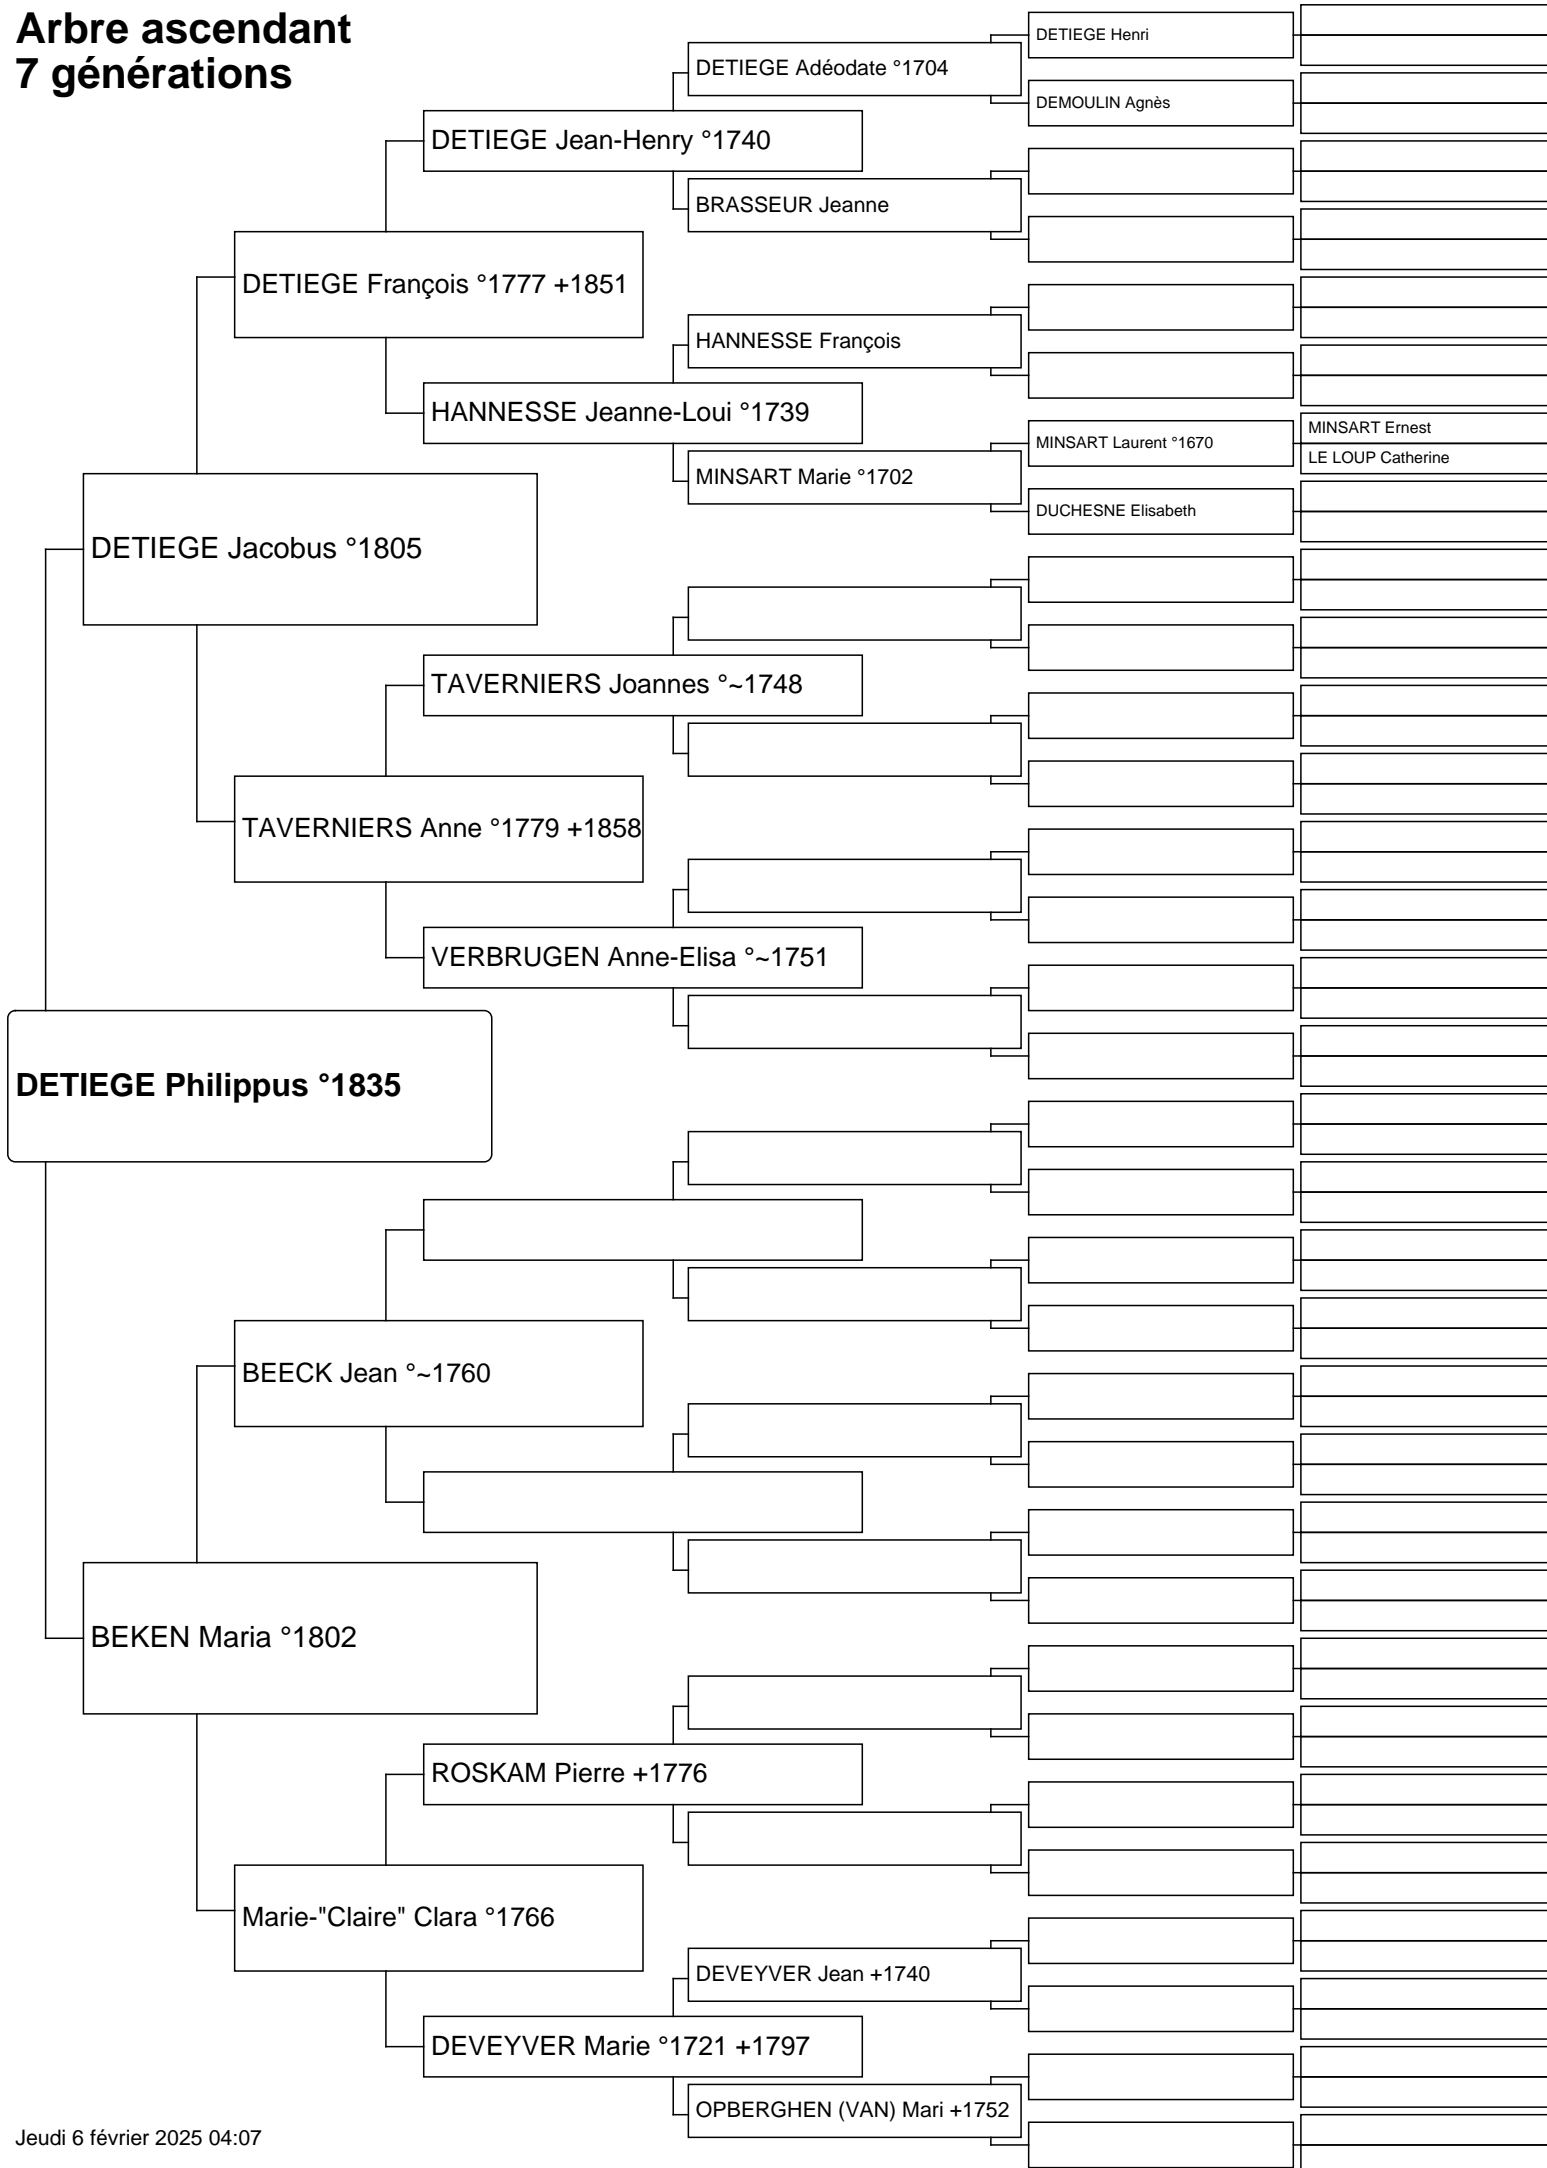 Arbre ascendant
7 générations
DETIEGE Henri
DETIEGE Adéodate °1704
DEMOULIN Agnès
DETIEGE Jean-Henry °1740
BRASSEUR Jeanne
DETIEGE François °1777 +1851
HANNESSE François
HANNESSE Jeanne-Loui °1739
MINSART Ernest
MINSART Laurent °1670
LE LOUP Catherine
MINSART Marie °1702
DUCHESNE Elisabeth
DETIEGE Jacobus °1805
TAVERNIERS Joannes °~1748
TAVERNIERS Anne °1779 +1858
VERBRUGEN Anne-Elisa °~1751
DETIEGE Philippus °1835
BEECK Jean °~1760
BEKEN Maria °1802
ROSKAM Pierre +1776
Marie-"Claire" Clara °1766
DEVEYVER Jean +1740
DEVEYVER Marie °1721 +1797
OPBERGHEN (VAN) Mari +1752
Jeudi 6 février 2025 04:07